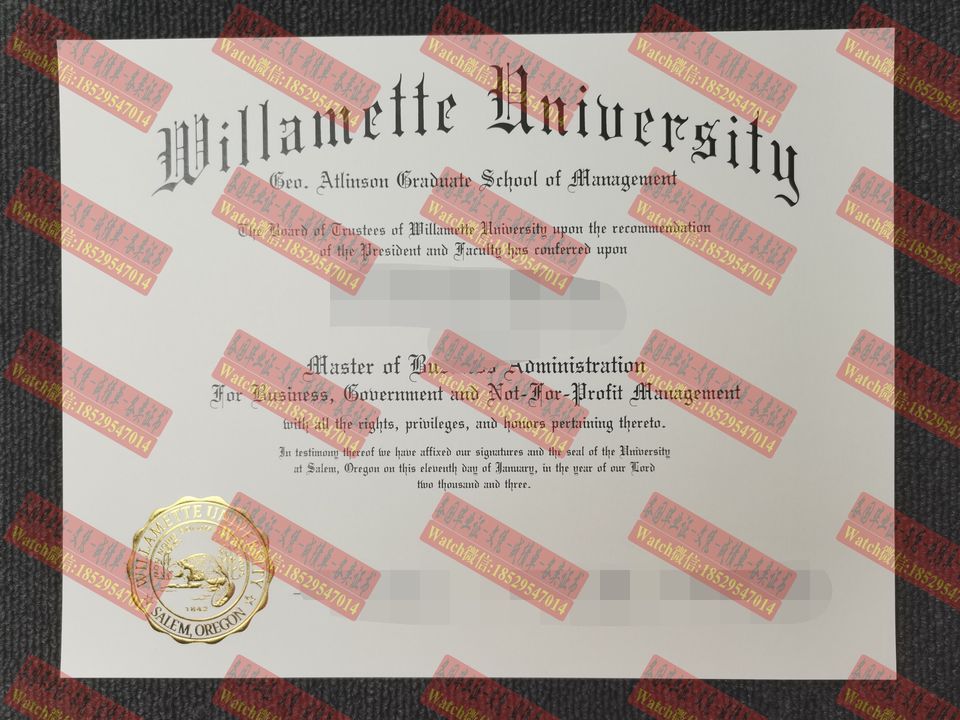 Willamette University
Geo. Atlinson Graduate School of Management
The Board of Trustees of Willamette University upon the recommendation
of the President and Faculty has conferred upon
Master of Administration
For Business, Government and Not-For-Profit Management
with all the rights, privileges, and honors pertaining thereto.
In testimony thereof we have affixed our signatures and the seal of the University
at Salem, Oregon on this eleventh day of January, in the year of our Lord
two thousand and three.
WILLAMETTE UNIVERSITY
1842
SALEM, OREGON
Watch微信:18529547014